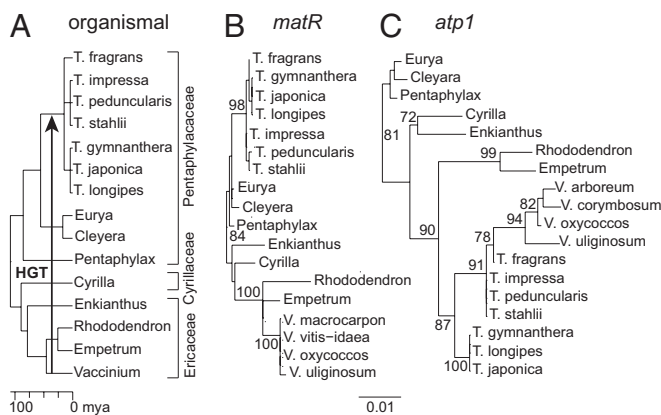 A organismal
T. fragrans
T. impressa
T. peduncularis
T. stahlii
T. gymnanthera
T. japonica
T. longipes
Eurya
Cleyera
Pentaphylax
HGT
Cyrilla
Enkianthus
Rhododendron
Empetrum
Vaccinium
Pentaphylacaceae
Cyrillaceae
Ericaceae
100 0 mya
B matR
T. fragrans
T. gymnanthera
T. japonica
98
T. longipes
T. impressa
T. peduncularis
T. stahlii
Eurya
Cleyera
Pentaphylax
84
Enkianthus
Cyrilla
Rhododendron
100
Empetrum
V. macrocarpon
V. vitis-idaea
100
V. oxycoccos
V. uliginosum
0.01
C atp1
Eurya
Cleyara
Pentaphylax
81
72
Cyrilla
Enkianthus
99
Rhododendron
Empetrum
90
V. arboreum
82
V. corymbosum
94
V. oxycoccos
78
V. uliginosum
91
T. fragrans
T. impressa
T. peduncularis
T. stahlii
87
T. gymnanthera
T. longipes
100
T. japonica